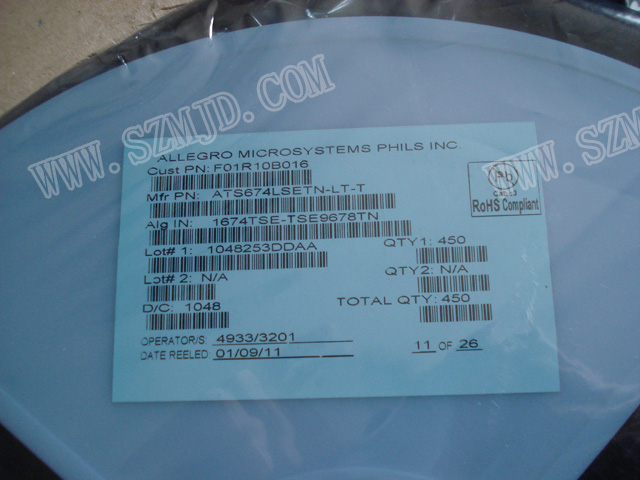 WWW.SZMJD.COM
WWW.SZMJD.COM
ALLEGRO MICROSYSTEMS PHILS INC.
Cust PN: F01R10B016
Mfr PN: ATS674LSETN-LT-T
Pb
RoHS Compliant
Alg IN: 1674TSE-TSE9678TN
Lot# 1: 1048253DDAA QTY1: 450
Lot# 2: N/A QTY2: N/A
D/C: 1048 TOTAL QTY: 450
OPERATOR/S 4933/3201
DATE REELED 01/09/11 11 OF 26